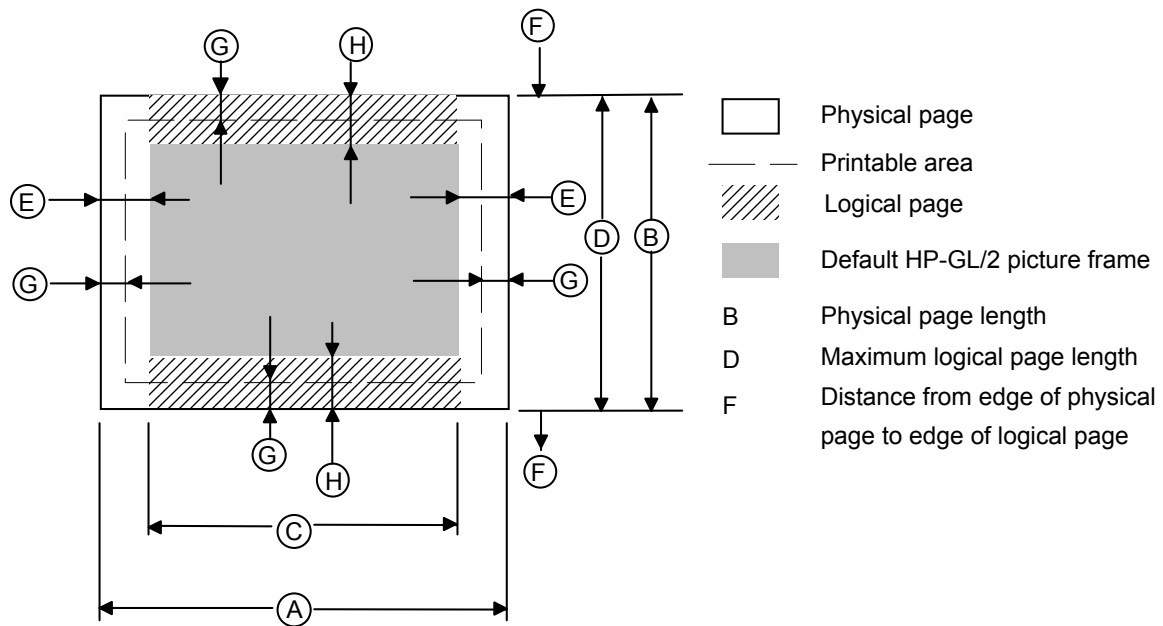 G
H
F
Physical page
Printable area
E
E
Logical page
D
B
G
G
Default HP-GL/2 picture frame
B Physical page length
D Maximum logical page length
F Distance from edge of physical
page to edge of logical page
G
H
F
C
A